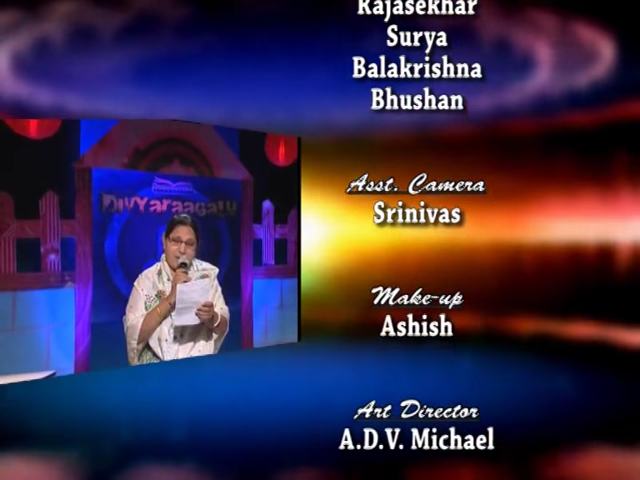 Rajasekhar
Surya
Balakrishna
Bhushan
Asst. Camera
Srinivas
Make-up
Ashish
Art Director
A.D.V. Michael
Divyaraagalu